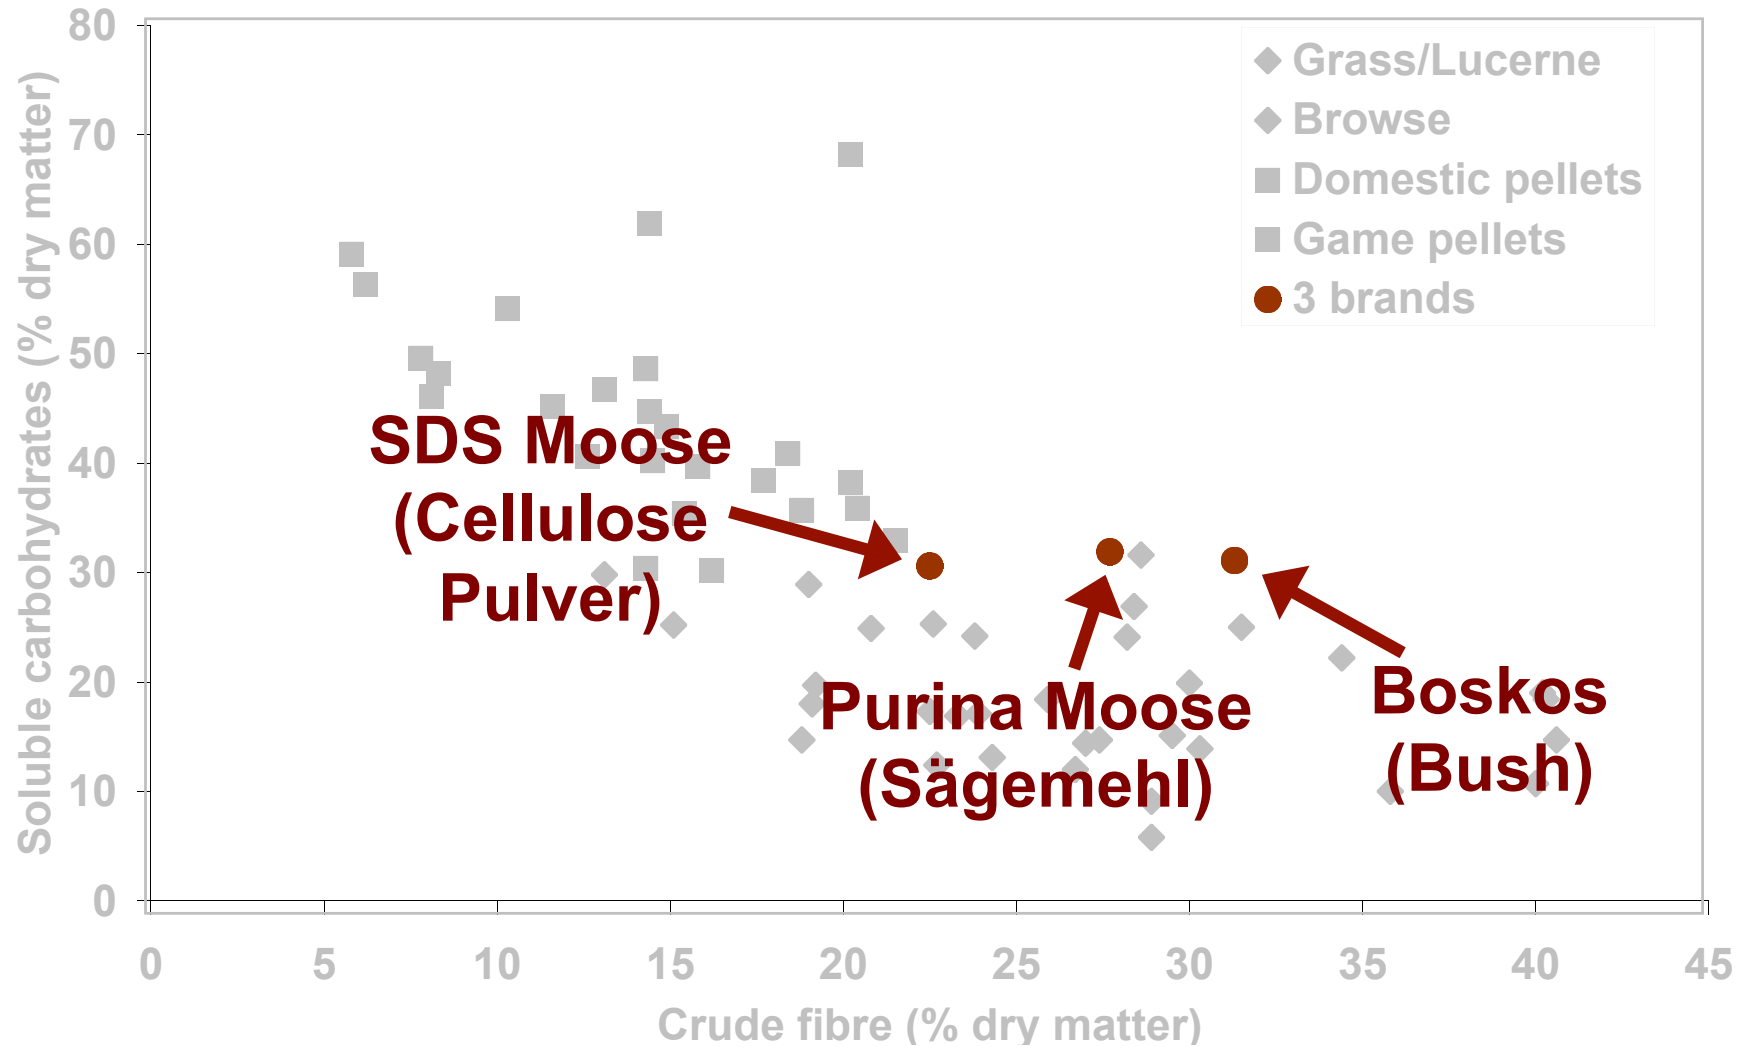 80
70
60
50
40
30
20
10
0
Soluble carbohydrates (% dry matter)
Grass/Lucerne
Browse
Domestic pellets
Game pellets
3 brands
SDS Moose
(Cellulose
Pulver)
Purina Moose
(Sägemehl)
Boskos
(Bush)
0 5 10 15 20 25 30 35 40 45
Crude fibre (% dry matter)